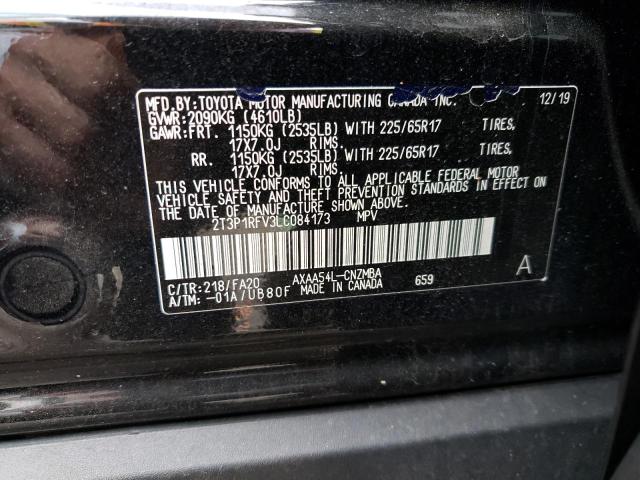 MFD.BY:TOYOTA MOTOR MANUFACTURING CANADA INC. 12/19
GVWR:2090KG (4610LB)
GAWR:FRT. 1150KG (2535LB) WITH 225/65R17 TIRES,
17X7.0J RIMS.
RR. 1150KG (2535LB) WITH 225/65R17 TIRES,
17X7.0J RIMS.
THIS VEHICLE CONFORMS TO ALL APPLICABLE FEDERAL MOTOR
VEHICLE SAFETY AND THEFT PREVENTION STANDARDS IN EFFECT ON
THE DATE OF MANUFACTURE SHOWN ABOVE.
2T3P1RFV3LC084173 MPV
C/TR:218/FA20 AXAA54L-CNZMBA 659 A
A/TM:-01A/UB80F MADE IN CANADA